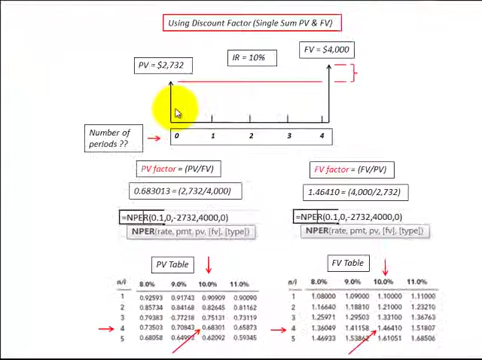 Using Discount Factor (Single Sum PV & FV)
FV = $4,000
PV = $2,732
IR = 10%
Number of periods ??
0 1 2 3 4
PV factor = (PV/FV)
FV factor = (FV/PV)
0.683013 = (2,732/4,000)
1.46410 = (4,000/2,732)
=NPER(0.1,0,-2732,4000,0)
=NPER(0.1,0,-2732,4000,0)
NPER(rate, pmt, pv, [fv], [type])
NPER(rate, pmt, pv, [fv], [type])
PV Table
FV Table
n/i 8.0% 9.0% 10.0% 11.0%
1 0.92593 0.91743 0.90909 0.90090
2 0.85734 0.84168 0.82645 0.81162
3 0.79383 0.77218 0.75131 0.73119
4 0.73503 0.70843 0.68301 0.65873
5 0.68058 0.64993 0.62092 0.59345
n/i 8.0% 9.0% 10.0% 11.0%
1 1.08000 1.09000 1.10000 1.11000
2 1.16640 1.18810 1.21000 1.23210
3 1.25971 1.29503 1.33100 1.36763
4 1.36049 1.41158 1.46410 1.51807
5 1.46933 1.53862 1.61051 1.68506